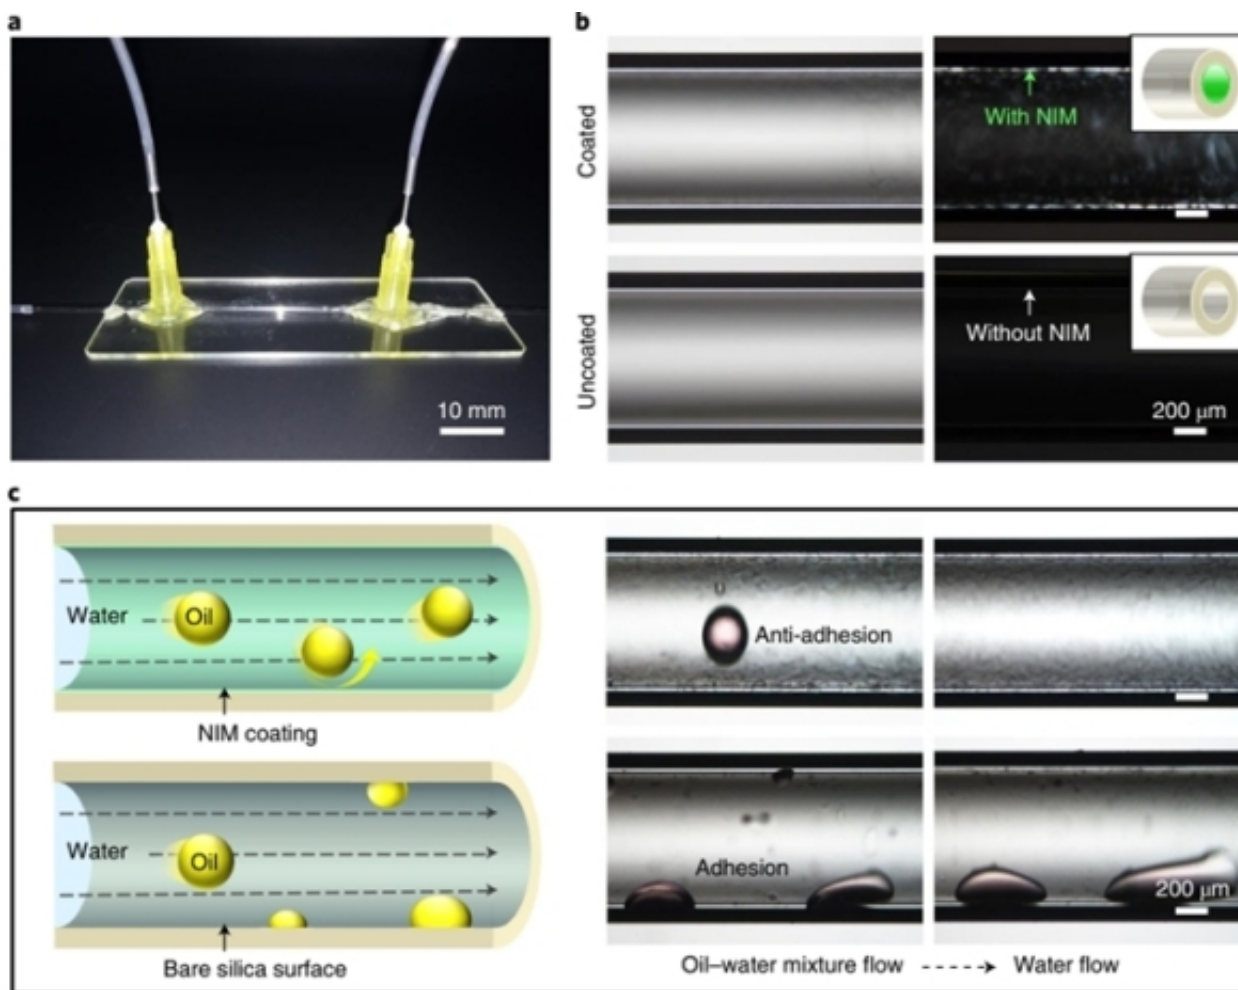 a
10 mm
b
Coated
With NIM
Uncoated
Without NIM
200 μm
c
Water
Oil
NIM coating
Water
Oil
Bare silica surface
Anti-adhesion
Adhesion
200 μm
Oil–water mixture flow
Water flow